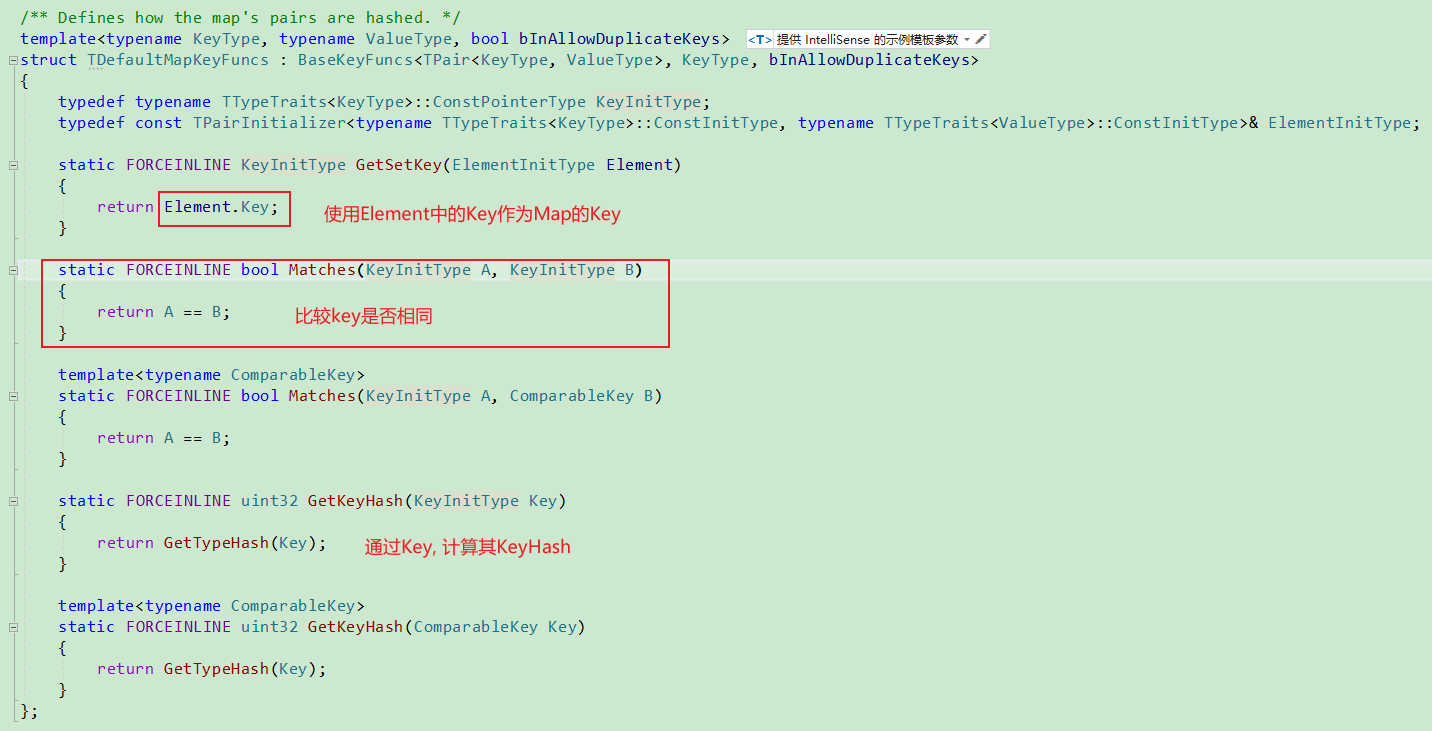 /** Defines how the map's pairs are hashed. */
template<typename KeyType, typename ValueType, bool bInAllowDuplicateKeys> <T> 提供 IntelliSense 的示例模板参数
struct TDefaultMapKeyFuncs : BaseKeyFuncs<TPair<KeyType, ValueType>, KeyType, bInAllowDuplicateKeys>
{
typedef typename TTypeTraits<KeyType>::ConstPointerType KeyInitType;
typedef const TPairInitializer<typename TTypeTraits<KeyType>::ConstInitType, typename TTypeTraits<ValueType>::ConstInitType>& ElementInitType;
static FORCEINLINE KeyInitType GetSetKey(ElementInitType Element)
{
return Element.Key; 使用Element中的Key作为Map的Key
}
static FORCEINLINE bool Matches(KeyInitType A, KeyInitType B)
{
return A == B; 比较key是否相同
}
template<typename ComparableKey>
static FORCEINLINE bool Matches(KeyInitType A, ComparableKey B)
{
return A == B;
}
static FORCEINLINE uint32 GetKeyHash(KeyInitType Key)
{
return GetTypeHash(Key); 通过Key, 计算其KeyHash
}
template<typename ComparableKey>
static FORCEINLINE uint32 GetKeyHash(ComparableKey Key)
{
return GetTypeHash(Key);
}
};